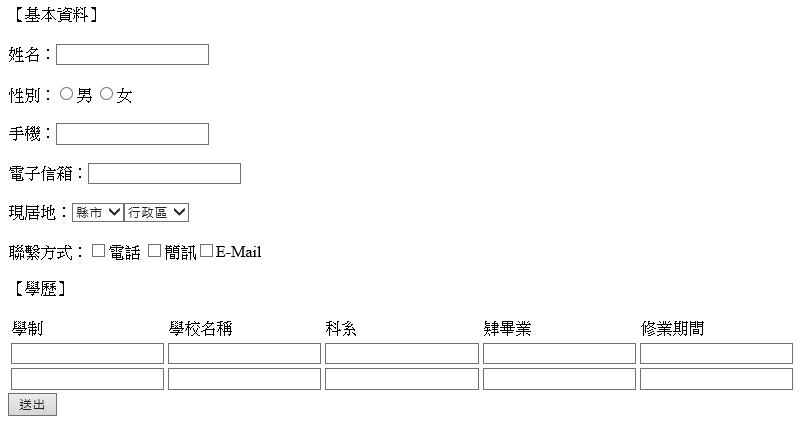 【基本資料】
姓名：
性別：男 女
手機：
電子信箱：
現居地：縣市 行政區
聯繫方式：電話 簡訊 E-Mail
【學歷】
學制 學校名稱 科系 肄畢業 修業期間
送出